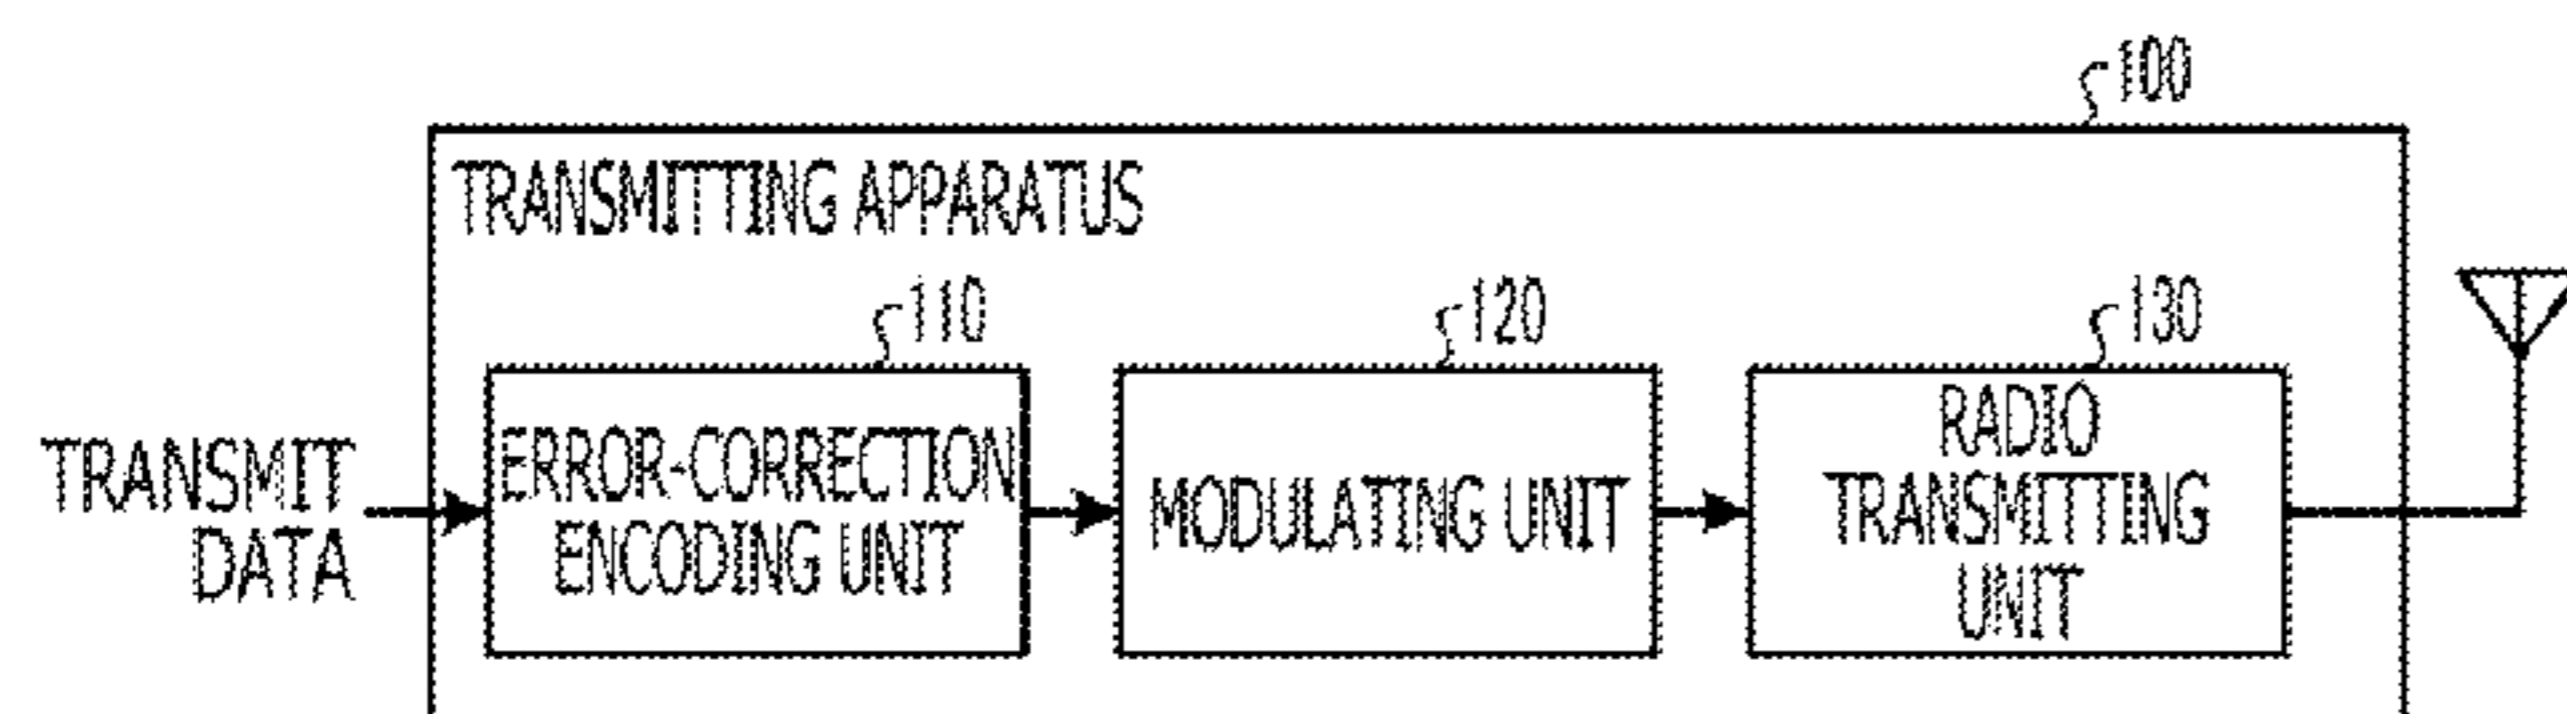 100
TRANSMITTING APPARATUS
110
120
130
TRANSMIT
DATA
ERROR-CORRECTION
ENCODING UNIT
MODULATING UNIT
RADIO
TRANSMITTING
UNIT